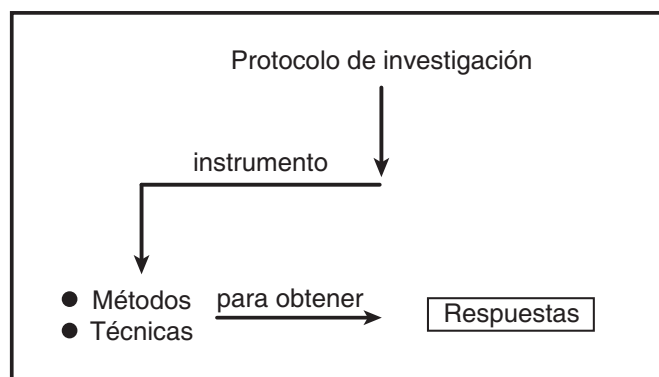 Protocolo de investigación
instrumento
● Métodos
● Técnicas
para obtener
Respuestas